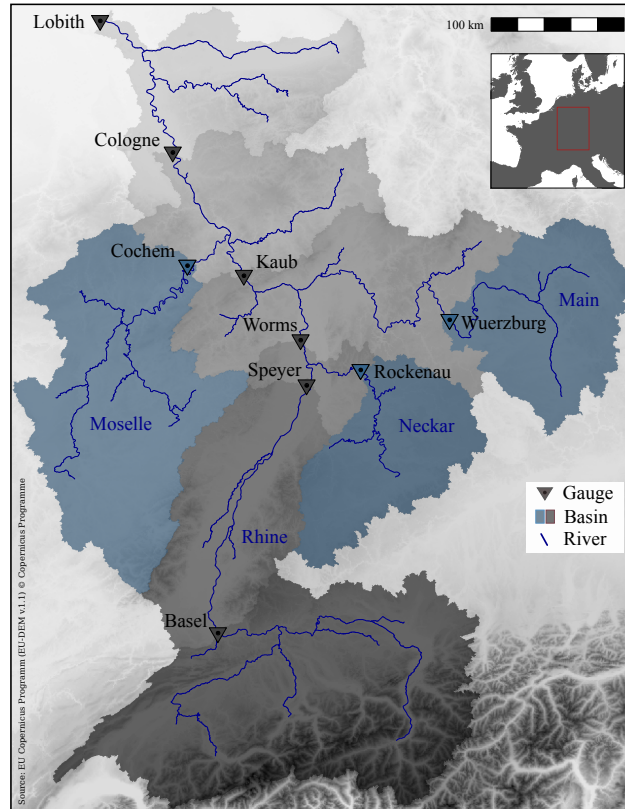 Lobith
100 km
Cologne
Cochem
Kaub
Main
Worms
Wuerzburg
Speyer
Rockenau
Moselle
Neckar
Gauge
Basin
River
Rhine
Basel
Source: EU Copernicus Programm (EU-DEM v.1.1) © Copernicus Programme